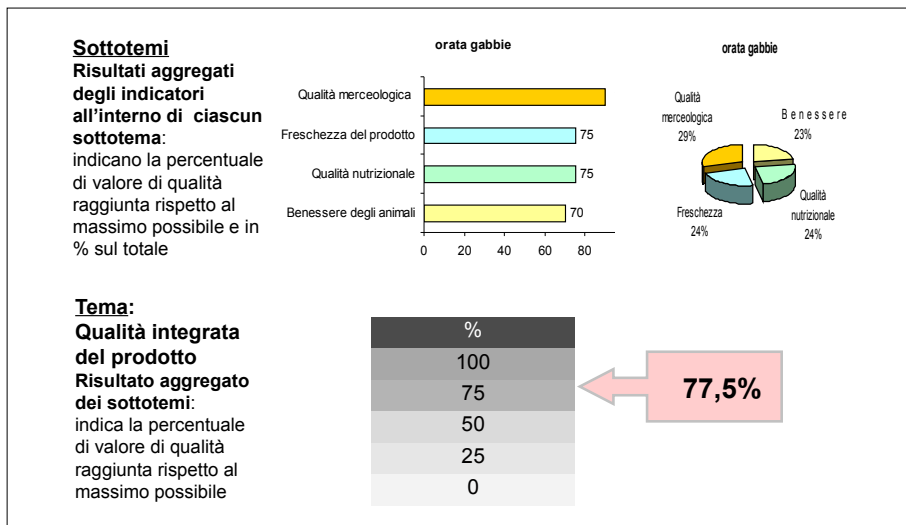 Sottotemi
Risultati aggregati
degli indicatori
all'interno di ciascun
sottotema:
indicano la percentuale
di valore di qualità
raggiunta rispetto al
massimo possibile e in
% sul totale
orata gabbie
Qualità merceologica
Freschezza del prodotto
75
Qualità nutrizionale
75
Benessere degli animali
70
0 20 40 60 80
orata gabbie
Qualità
merceologica
29%
Benessere
23%
Freschezza
24%
Qualità
nutrizionale
24%
Tema:
Qualità integrata
del prodotto
Risultato aggregato
dei sottotemi:
indica la percentuale
di valore di qualità
raggiunta rispetto al
massimo possibile
%
100
75
50
25
0
77,5%